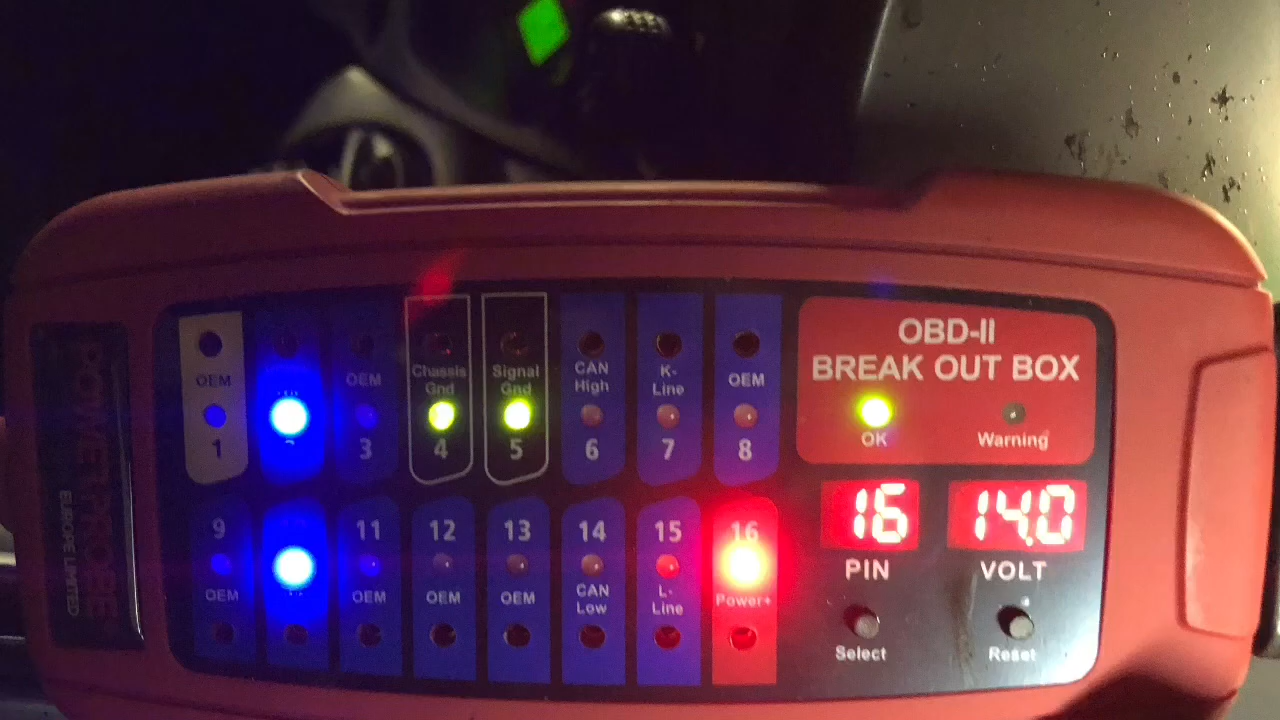 OBD-II
BREAK OUT BOX
OK
Warning
OEM
1
OEM
3
Chassis
Gnd
4
Signal
Gnd
5
CAN
High
6
K-
Line
7
OEM
8
9
OEM
11
OEM
12
OEM
13
OEM
14
CAN
Low
15
L-
Line
16
Power+
16
PIN
14.0
VOLT
Select
Reset
POWER PROBE
EUROPE LIMITED